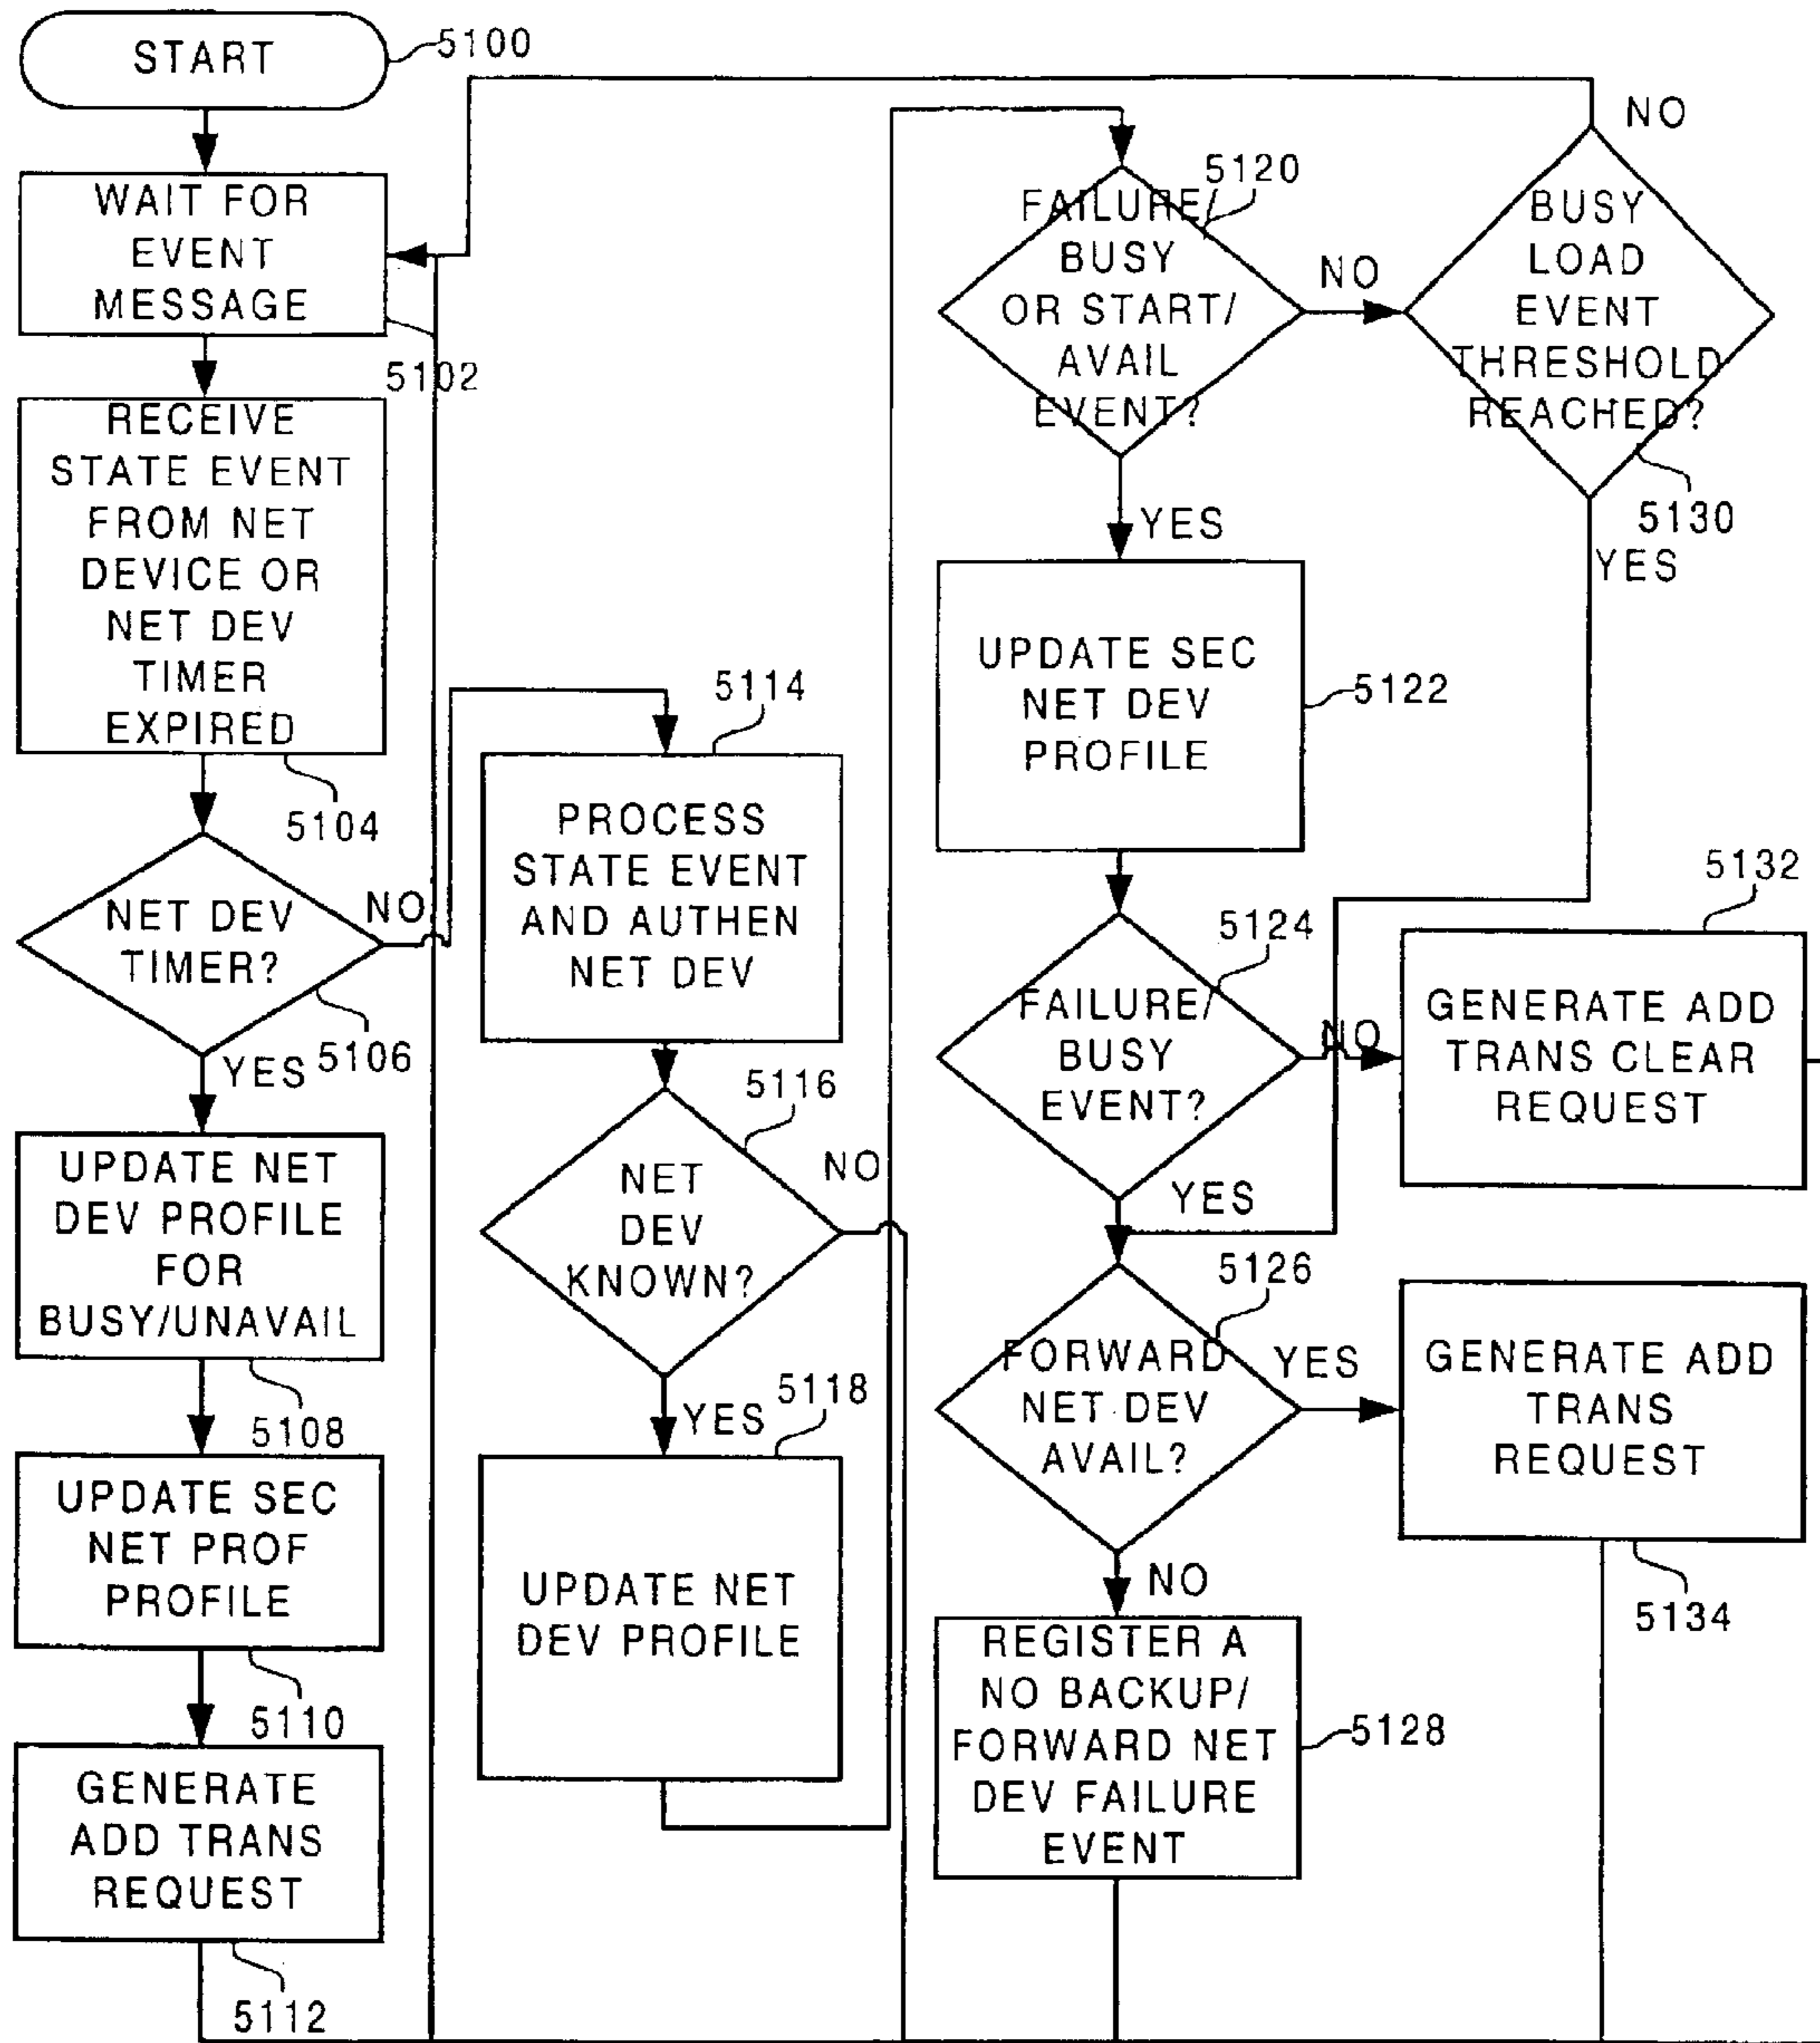 START
5100
WAIT FOR
EVENT
MESSAGE
5102
RECEIVE
STATE EVENT
FROM NET
DEVICE OR
NET DEV
TIMER
EXPIRED
5104
NET DEV
TIMER?
NO
5106
YES
UPDATE NET
DEV PROFILE
FOR
BUSY/UNAVAIL
5108
UPDATE SEC
NET PROF
PROFILE
5110
GENERATE
ADD TRANS
REQUEST
5112
5114
PROCESS
STATE EVENT
AND AUTHEN
NET DEV
5116
NET
DEV
KNOWN?
NO
YES
5118
UPDATE NET
DEV PROFILE
5120
FAILURE/
BUSY
OR START/
AVAIL
EVENT?
NO
YES
UPDATE SEC
NET DEV
PROFILE
5122
5124
FAILURE/
BUSY
EVENT?
NO
YES
5126
FORWARD
NET DEV
AVAIL?
YES
NO
REGISTER A
NO BACKUP/
FORWARD NET
DEV FAILURE
EVENT
5128
NO
BUSY
LOAD
EVENT
THRESHOLD
REACHED?
5130
YES
5132
GENERATE ADD
TRANS CLEAR
REQUEST
GENERATE ADD
TRANS
REQUEST
5134